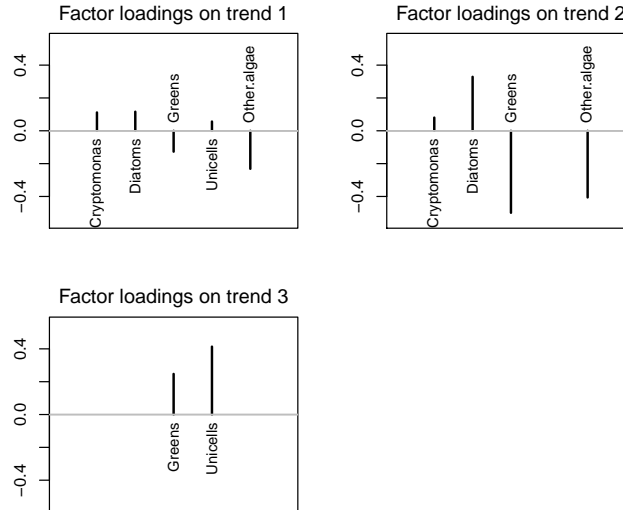 Factor loadings on trend 1
0.4
0.0
−0.4
Cryptomonas
Diatoms
Greens
Unicells
Other.algae
Factor loadings on trend 2
0.4
0.0
−0.4
Cryptomonas
Diatoms
Greens
Other.algae
Factor loadings on trend 3
0.4
0.0
−0.4
Greens
Unicells